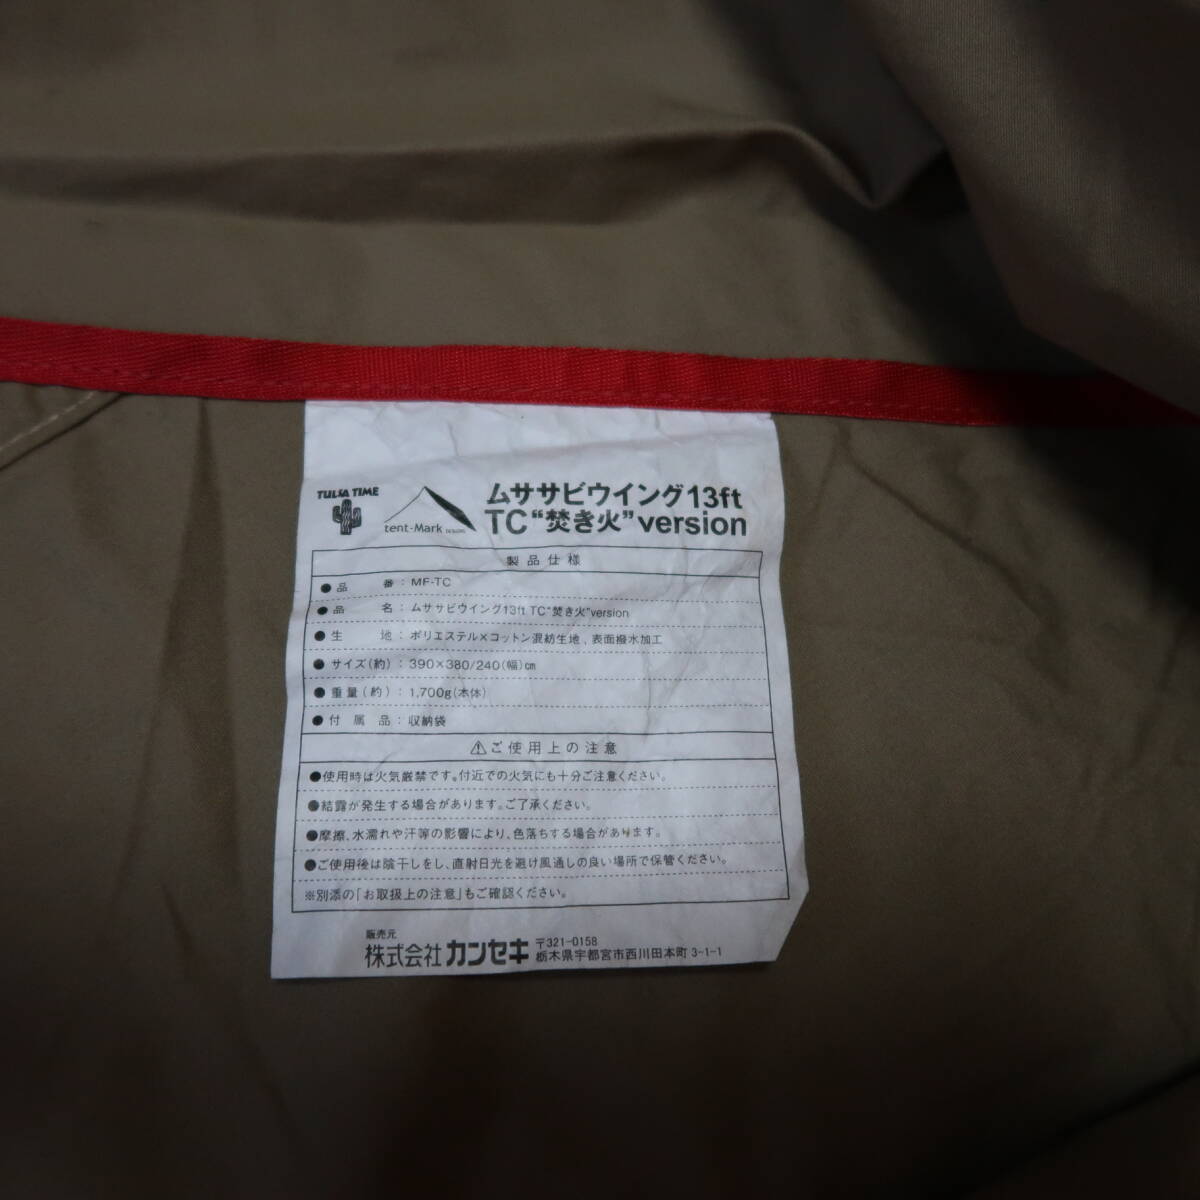 TULSA TIME
tent-Mark DESIGNS
ムササビウイング13ft
TC“焚き火”version
製品仕様
●品番：MF-TC
●品名：ムササビウイング13ft TC“焚き火”version
●生地：ポリエステル×コットン混紡生地、表面撥水加工
●サイズ(約)：390×380/240(幅)㎝
●重量(約)：1,700g(本体)
●付属品：収納袋
⚠ご使用上の注意
●使用時は火気厳禁です。付近での火気にも十分ご注意ください。
●結露が発生する場合があります。ご了承ください。
●摩擦、水濡れや汗等の影響により、色落ちする場合があります。
●ご使用後は陰干しをし、直射日光を避け風通しの良い場所で保管ください。
※別添の「お取扱上の注意」もご確認ください。
販売元
株式会社カンセキ
〒321-0158
栃木県宇都宮市西川田本町 3-1-1